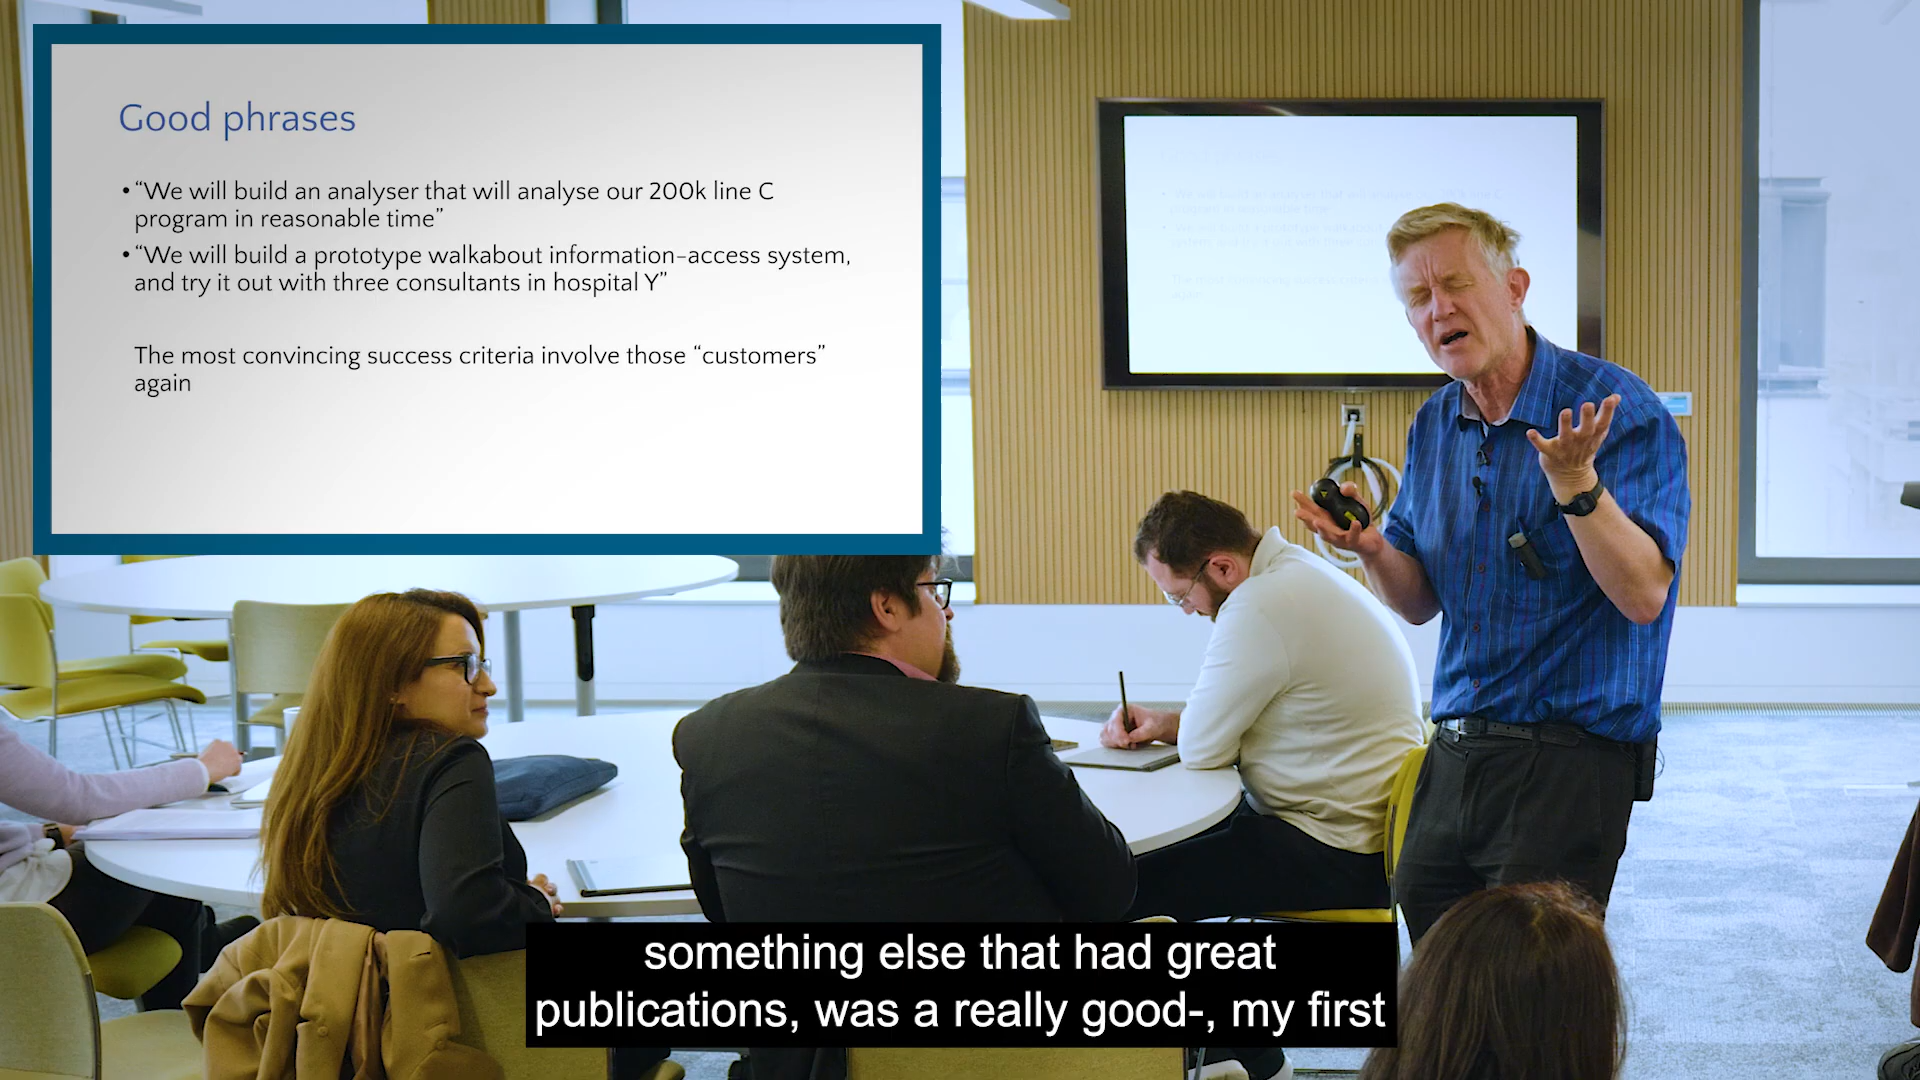 Good phrases
• “We will build an analyser that will analyse our 200k line C
program in reasonable time”
• “We will build a prototype walkabout information-access system,
and try it out with three consultants in hospital Y”
The most convincing success criteria involve those “customers”
again
something else that had great
publications, was a really good-, my first